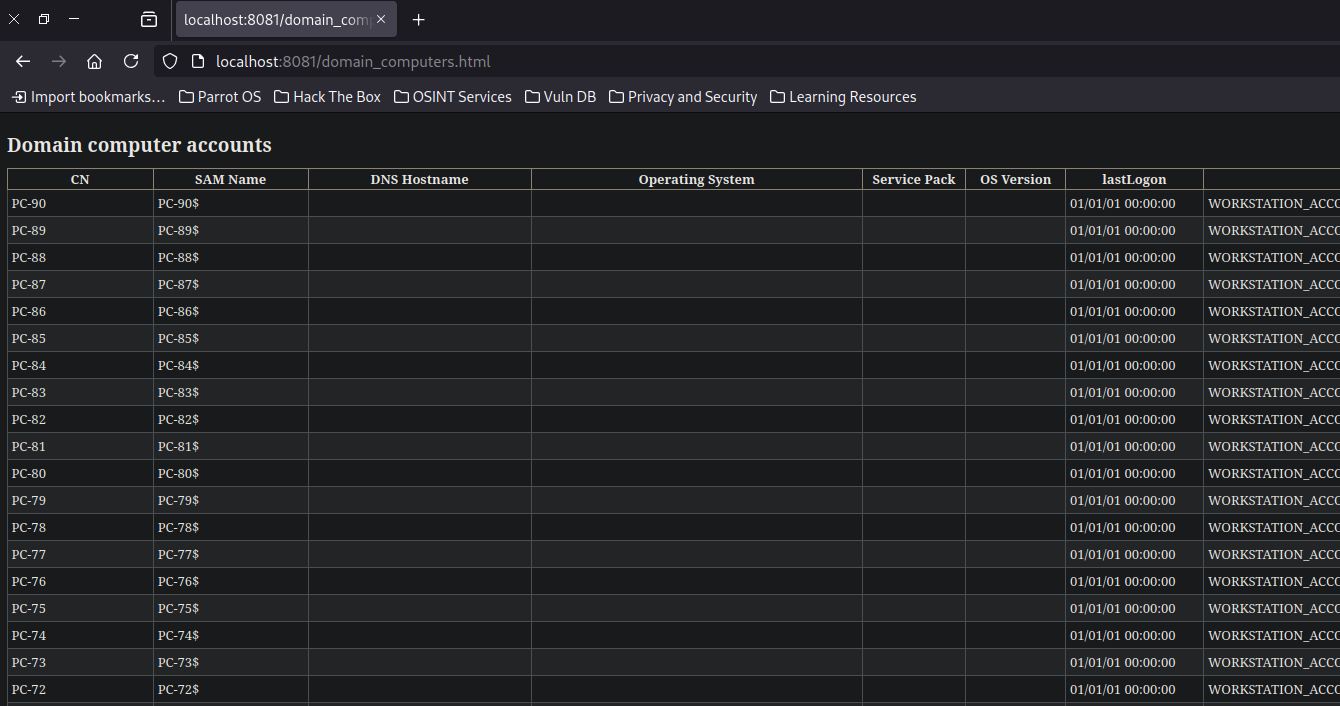 localhost:8081/domain_com
localhost:8081/domain_computers.html
Import bookmarks... Parrot OS Hack The Box OSINT Services Vuln DB Privacy and Security Learning Resources
Domain computer accounts
CN SAM Name DNS Hostname Operating System Service Pack OS Version lastLogon
PC-90 PC-90$ 01/01/01 00:00:00 WORKSTATION_ACCO
PC-89 PC-89$ 01/01/01 00:00:00 WORKSTATION_ACCO
PC-88 PC-88$ 01/01/01 00:00:00 WORKSTATION_ACCO
PC-87 PC-87$ 01/01/01 00:00:00 WORKSTATION_ACCO
PC-86 PC-86$ 01/01/01 00:00:00 WORKSTATION_ACCO
PC-85 PC-85$ 01/01/01 00:00:00 WORKSTATION_ACCO
PC-84 PC-84$ 01/01/01 00:00:00 WORKSTATION_ACCO
PC-83 PC-83$ 01/01/01 00:00:00 WORKSTATION_ACCO
PC-82 PC-82$ 01/01/01 00:00:00 WORKSTATION_ACCO
PC-81 PC-81$ 01/01/01 00:00:00 WORKSTATION_ACCO
PC-80 PC-80$ 01/01/01 00:00:00 WORKSTATION_ACCO
PC-79 PC-79$ 01/01/01 00:00:00 WORKSTATION_ACCO
PC-78 PC-78$ 01/01/01 00:00:00 WORKSTATION_ACCO
PC-77 PC-77$ 01/01/01 00:00:00 WORKSTATION_ACCO
PC-76 PC-76$ 01/01/01 00:00:00 WORKSTATION_ACCO
PC-75 PC-75$ 01/01/01 00:00:00 WORKSTATION_ACCO
PC-74 PC-74$ 01/01/01 00:00:00 WORKSTATION_ACCO
PC-73 PC-73$ 01/01/01 00:00:00 WORKSTATION_ACCO
PC-72 PC-72$ 01/01/01 00:00:00 WORKSTATION_ACCO